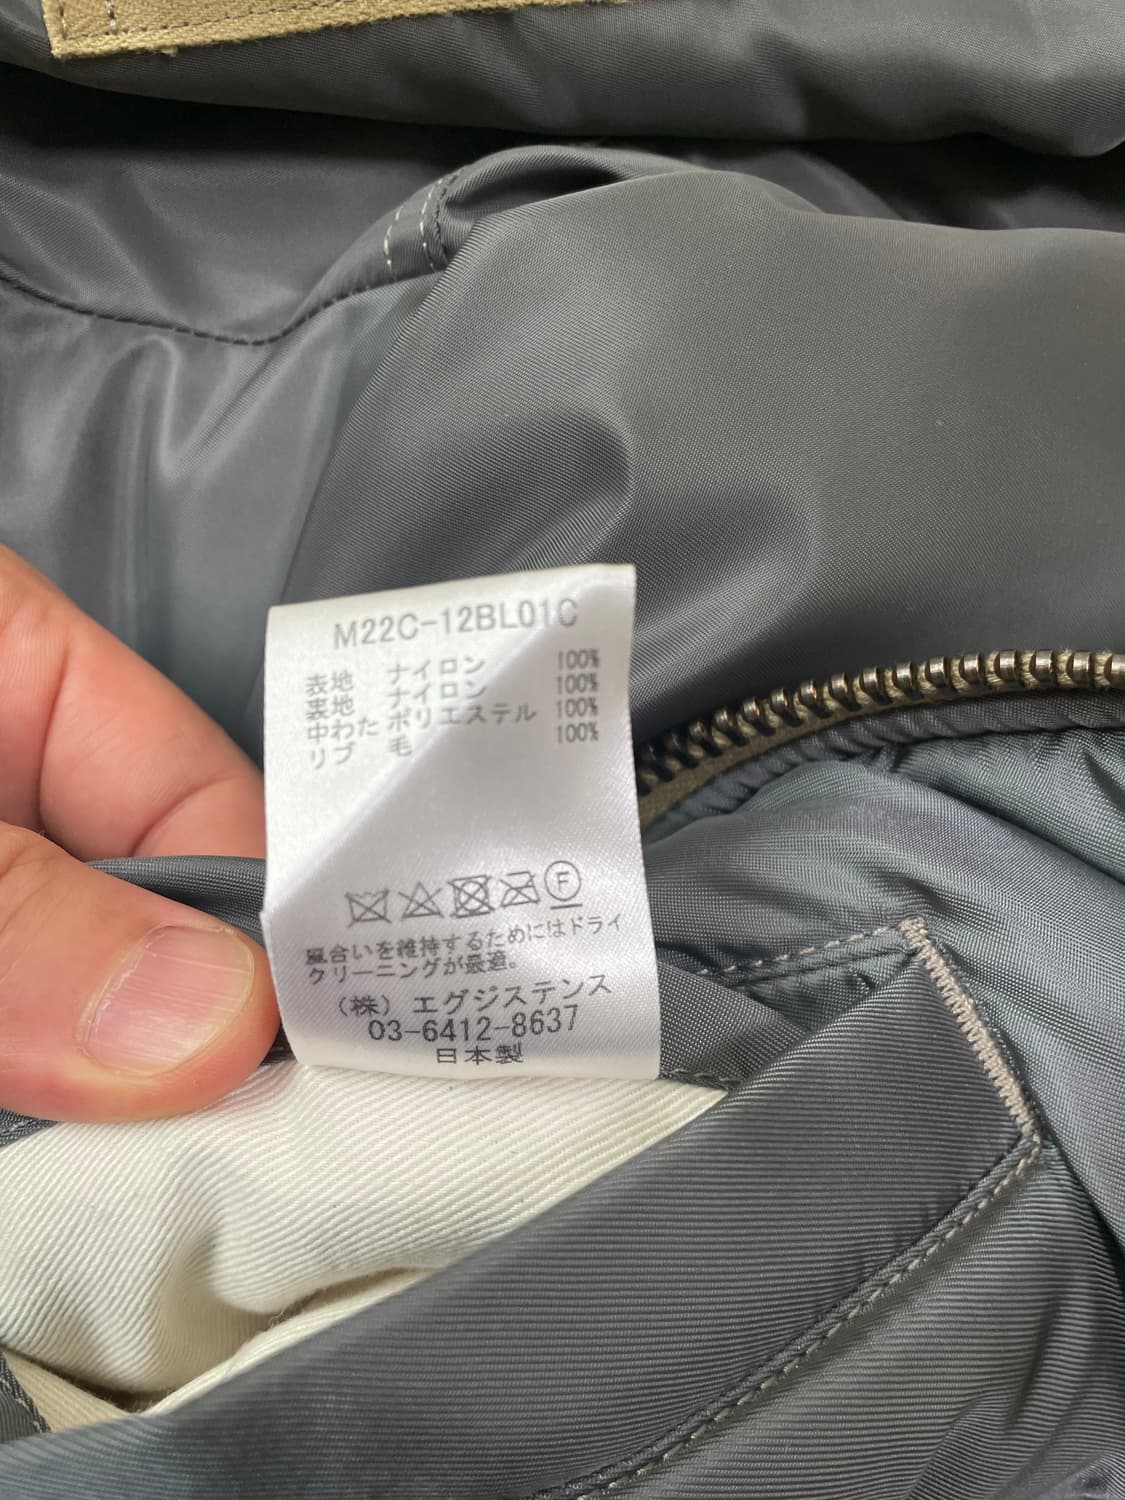 M22C-12BL01C
表地 ナイロン 100%
裏地 ナイロン 100%
中わた ポリエステル 100%
リブ 毛 100%
F
風合いを維持するためにはドライ
クリーニングが最適。
（株）エグジステンス
03-6412-8637
日本製